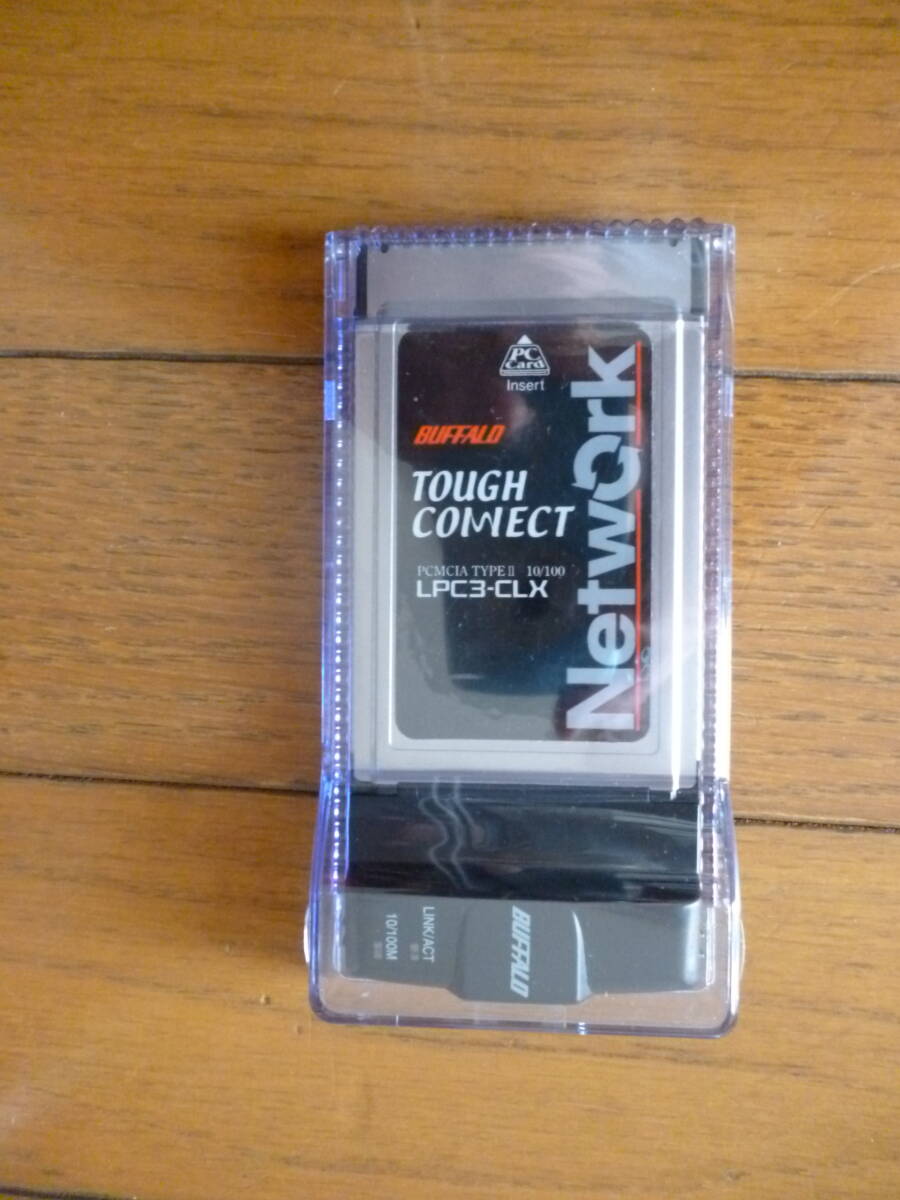 PC
Card
Insert
BUFFALO
TOUGH
CONNECT
PCMCIA TYPE II 10/100
LPC3-CLX
Network
BUFFALO
LINK/ACT
10/100M